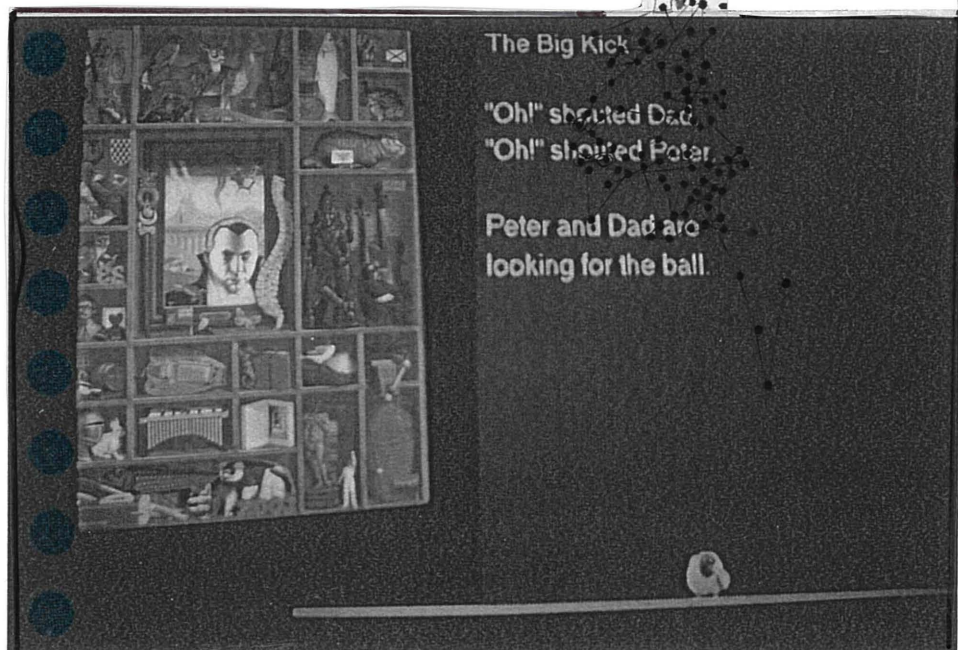 The Big Kick
"Oh!" shouted Dad.
"Oh!" shouted Peter.
Peter and Dad are
looking for the ball.